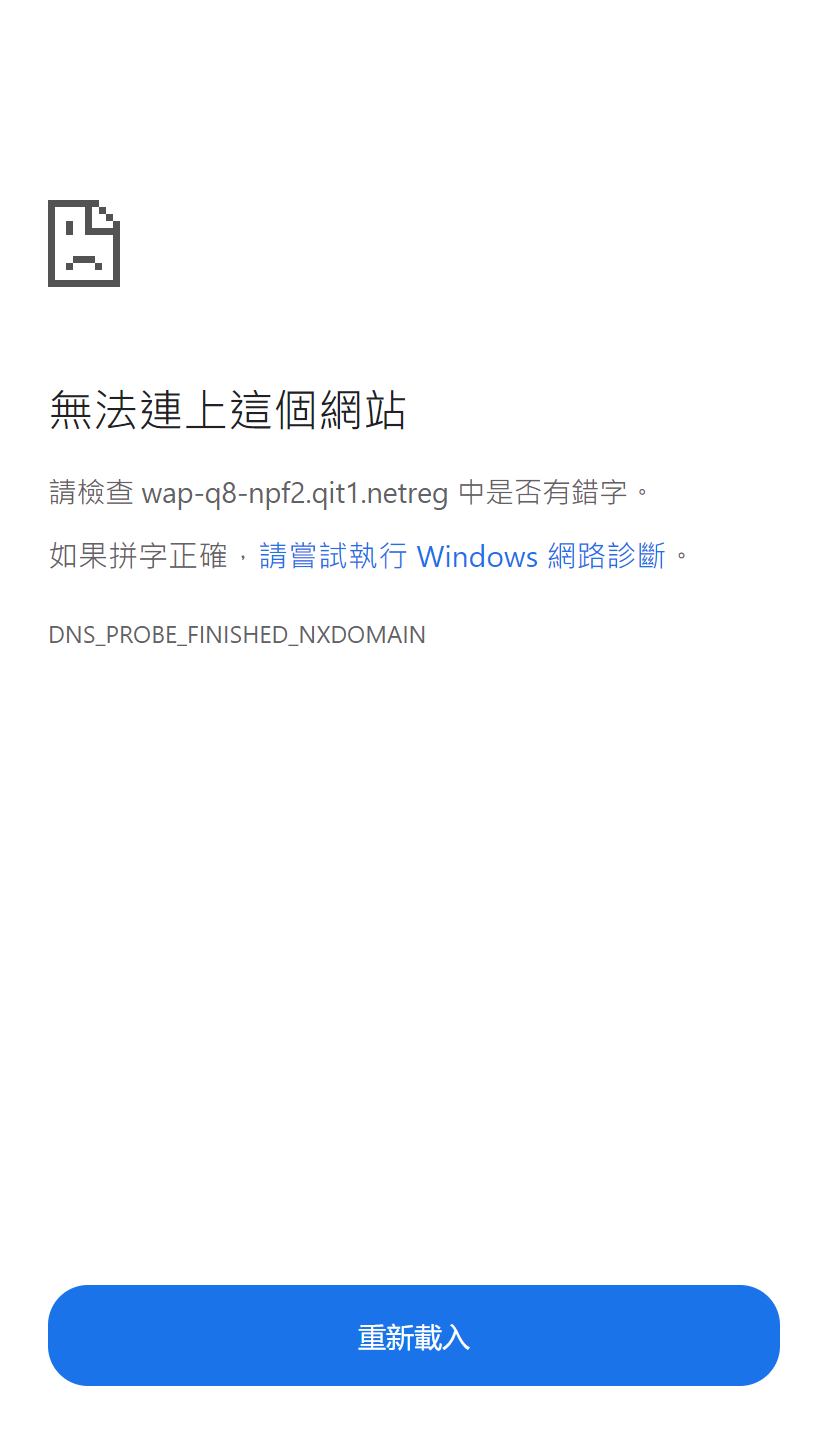 無法連上這個網站
請檢查 wap-q8-npf2.qit1.netreg 中是否有錯字。
如果拼字正確，請嘗試執行 Windows 網路診斷。
DNS_PROBE_FINISHED_NXDOMAIN
重新載入